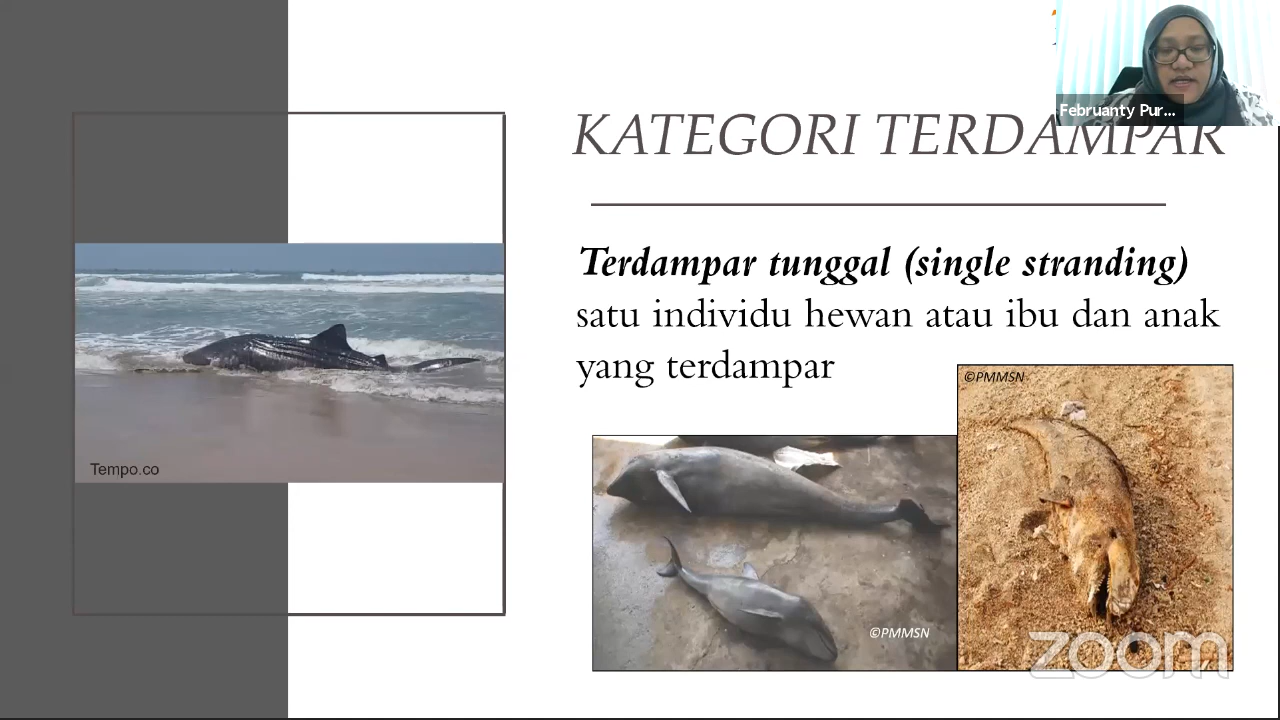 Februanty Pur...
KATEGORI TERDAMPAR
Terdampar tunggal (single stranding)
satu individu hewan atau ibu dan anak
yang terdampar
©PMMSN
Tempo.co
©PMMSN
zoom